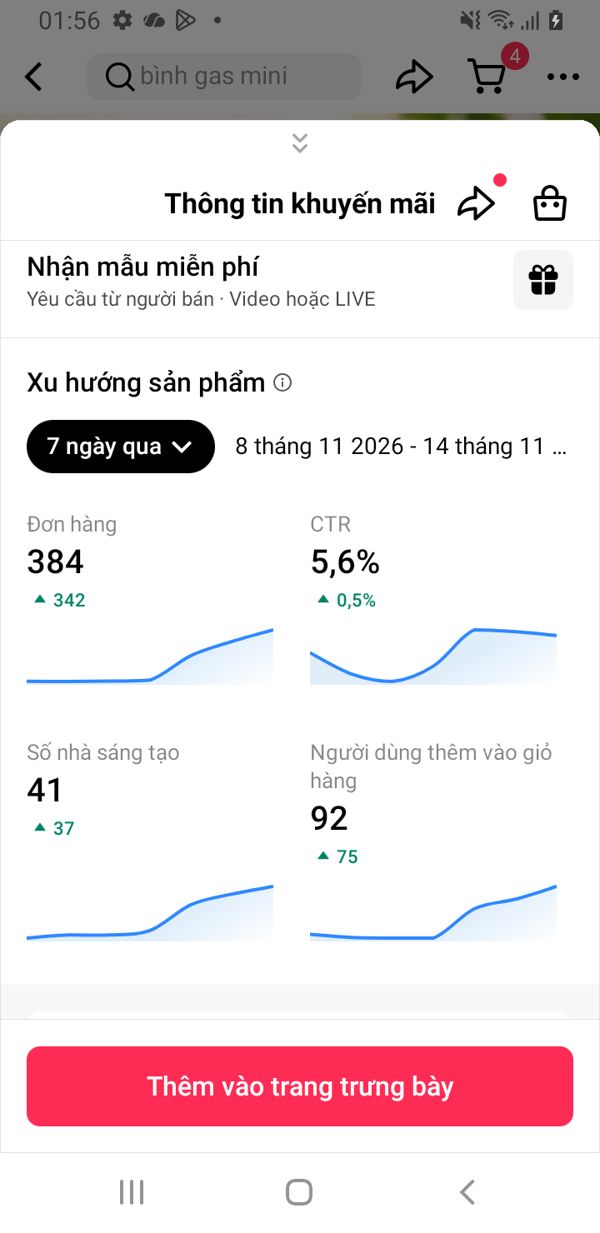 01:56
bình gas mini
4
Thông tin khuyến mãi
Nhận mẫu miễn phí
Yêu cầu từ người bán · Video hoặc LIVE
Xu hướng sản phẩm
7 ngày qua
8 tháng 11 2026 - 14 tháng 11 ...
Đơn hàng
384
342
CTR
5,6%
0,5%
Số nhà sáng tạo
41
37
Người dùng thêm vào giỏ
hàng
92
75
Thêm vào trang trưng bày